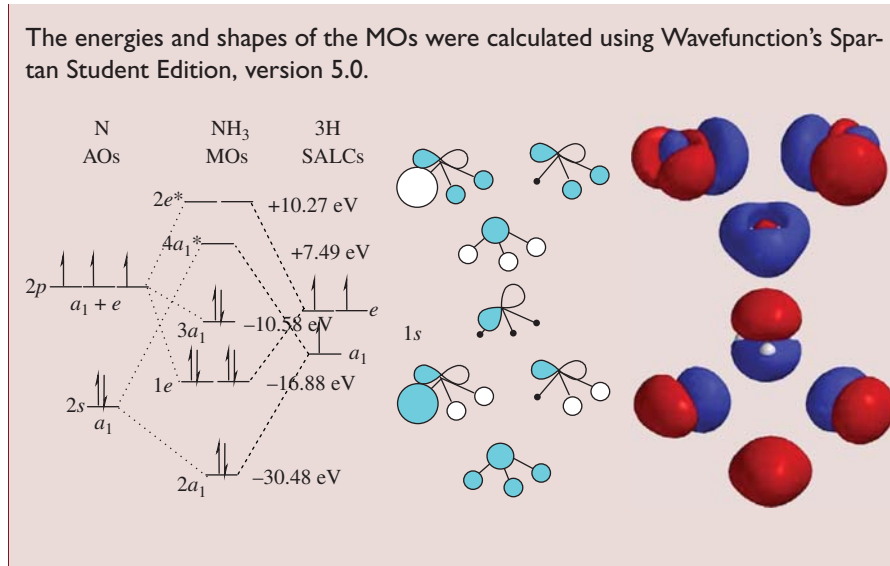 The energies and shapes of the MOs were calculated using Wavefunction’s Spar-
tan Student Edition, version 5.0.
N NH3 3H
AOs MOs SALCs
2e* +10.27 eV
4a1* +7.49 eV
2p a1 + e e
3a1 −10.58 eV 1s
a1
1e −16.88 eV
2s a1
2a1 −30.48 eV